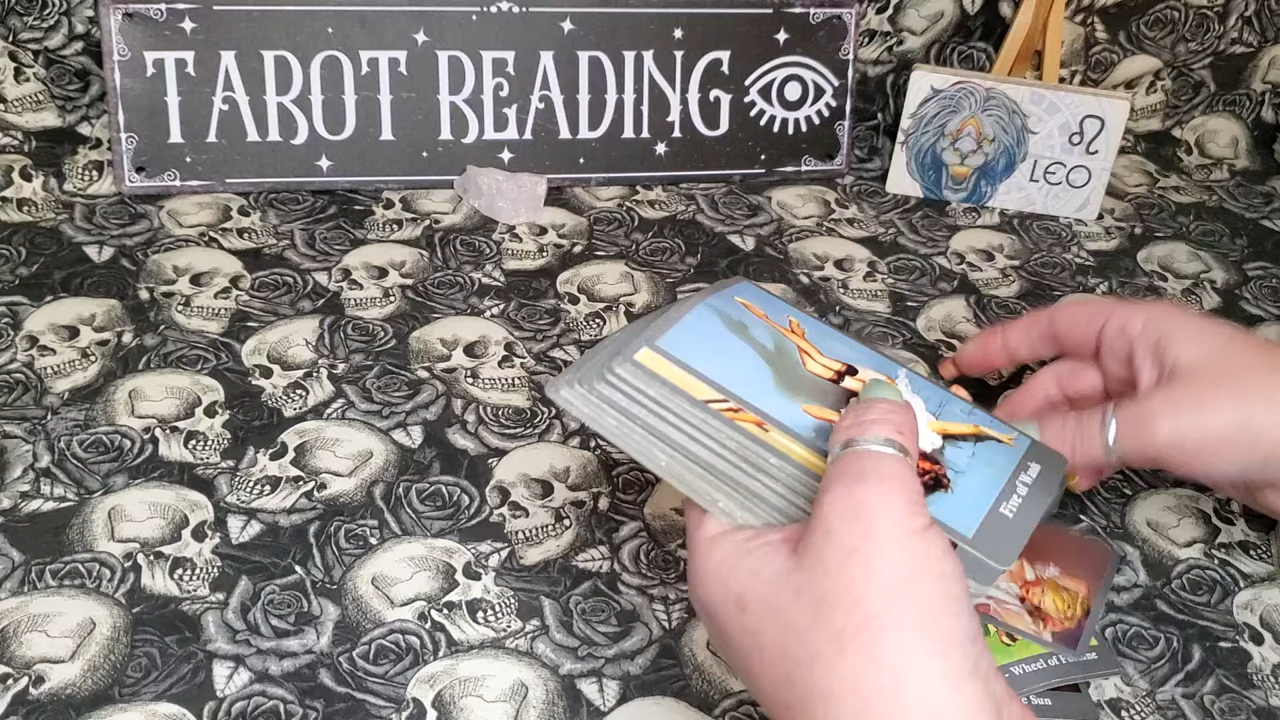 TAROT READING
♌
LEO
Five of Wands
- Wheel of Fortune
e Sun